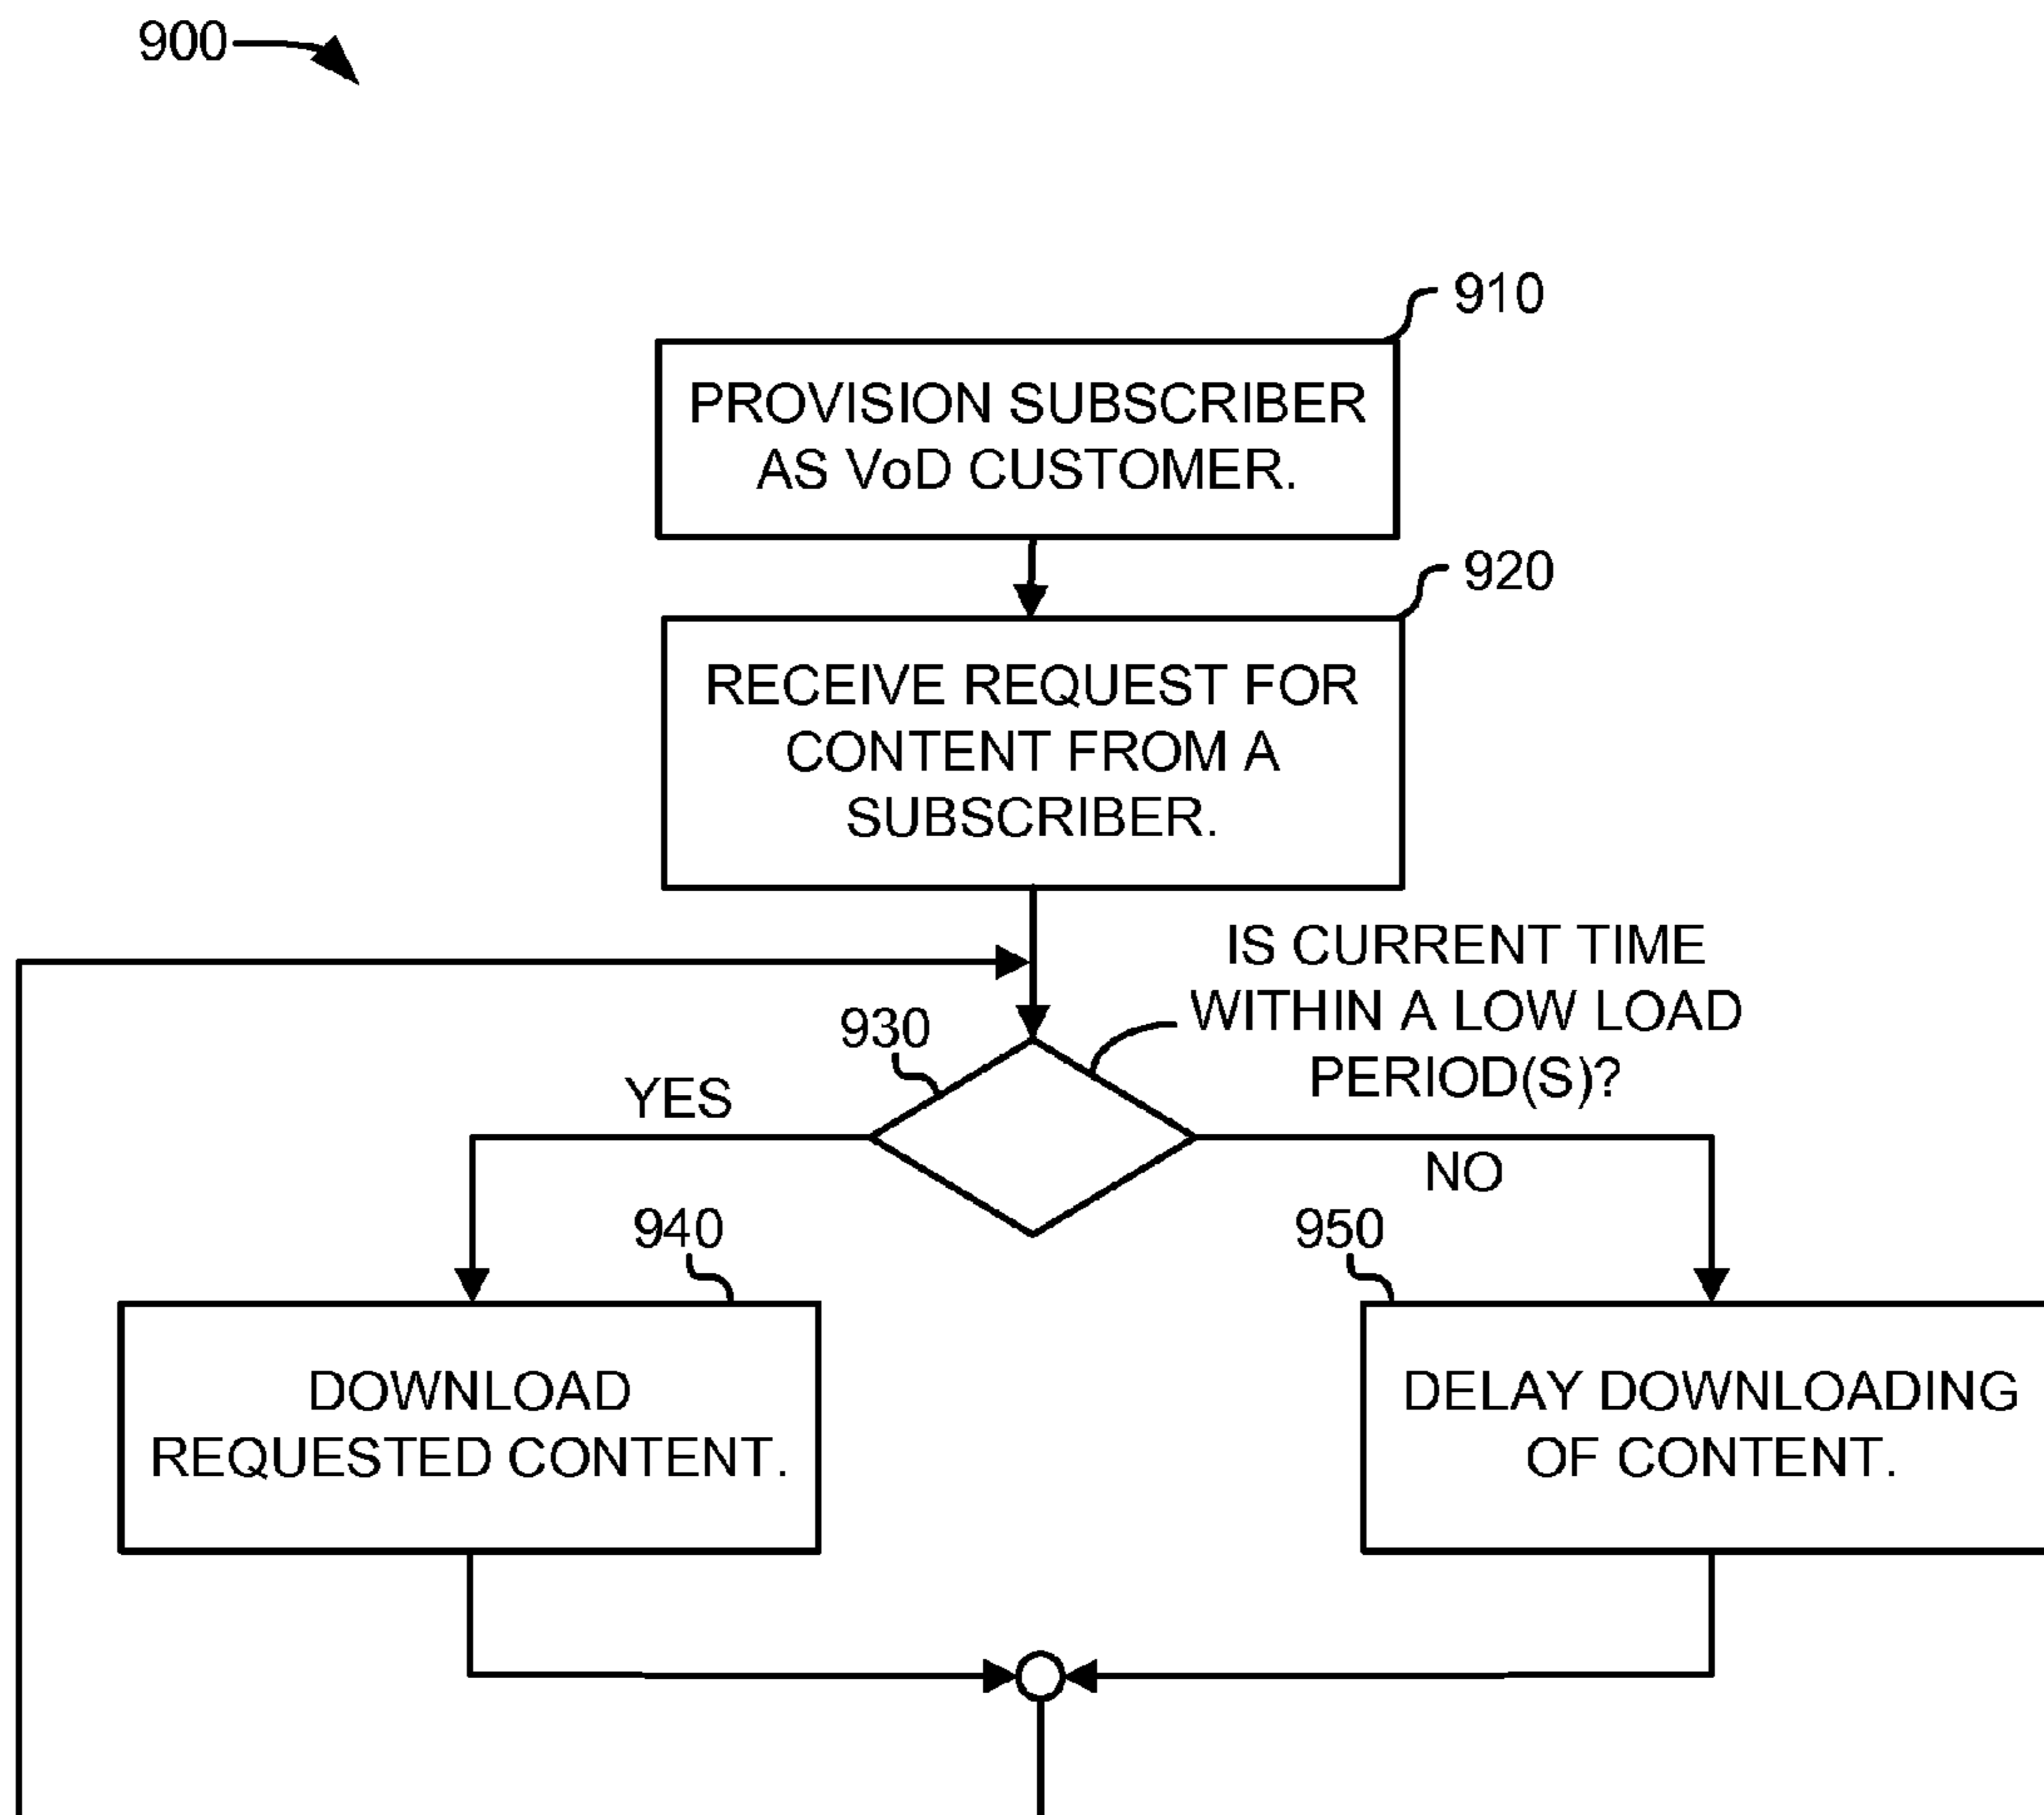 900
910
PROVISION SUBSCRIBER
AS VoD CUSTOMER.
920
RECEIVE REQUEST FOR
CONTENT FROM A
SUBSCRIBER.
IS CURRENT TIME
WITHIN A LOW LOAD
PERIOD(S)?
930
YES
NO
940
950
DOWNLOAD
REQUESTED CONTENT.
DELAY DOWNLOADING
OF CONTENT.